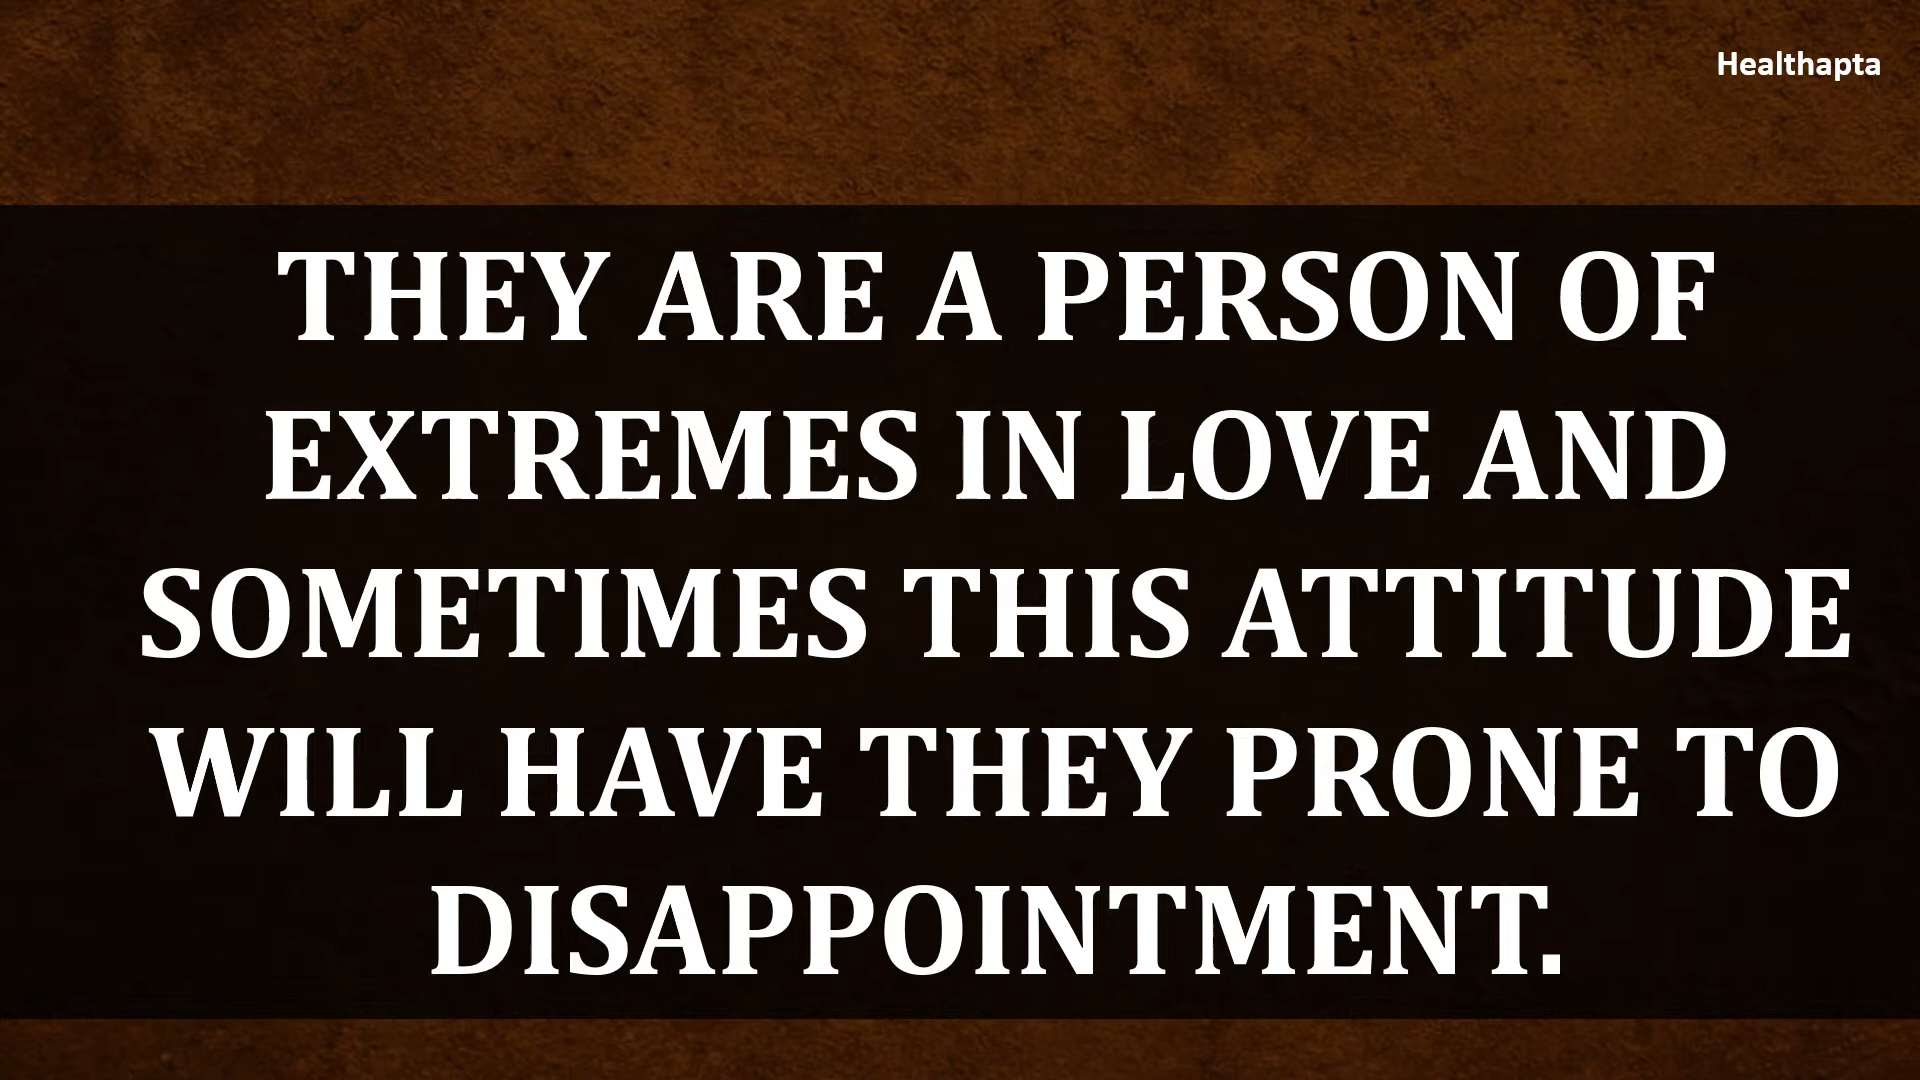 Healthapta
THEY ARE A PERSON OF
EXTREMES IN LOVE AND
SOMETIMES THIS ATTITUDE
WILL HAVE THEY PRONE TO
DISAPPOINTMENT.